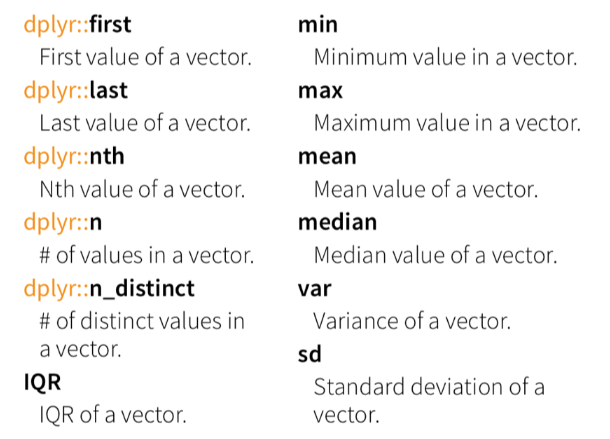 dplyr::first
First value of a vector.
dplyr::last
Last value of a vector.
dplyr::nth
Nth value of a vector.
dplyr::n
# of values in a vector.
dplyr::n_distinct
# of distinct values in
a vector.
IQR
IQR of a vector.
min
Minimum value in a vector.
max
Maximum value in a vector.
mean
Mean value of a vector.
median
Median value of a vector.
var
Variance of a vector.
sd
Standard deviation of a
vector.